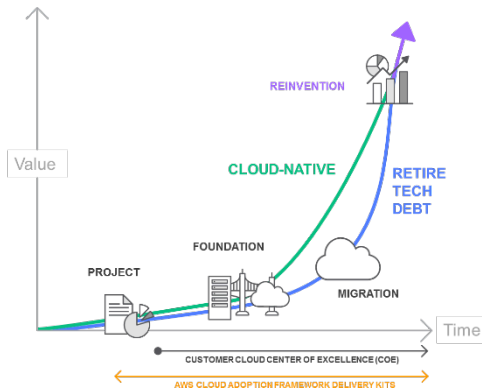 REINVENTION
Value
CLOUD-NATIVE
RETIRE
TECH
DEBT
FOUNDATION
PROJECT
MIGRATION
Time
CUSTOMER CLOUD CENTER OF EXCELLENCE (COE)
AWS CLOUD ADOPTION FRAMEWORK DELIVERY KITS